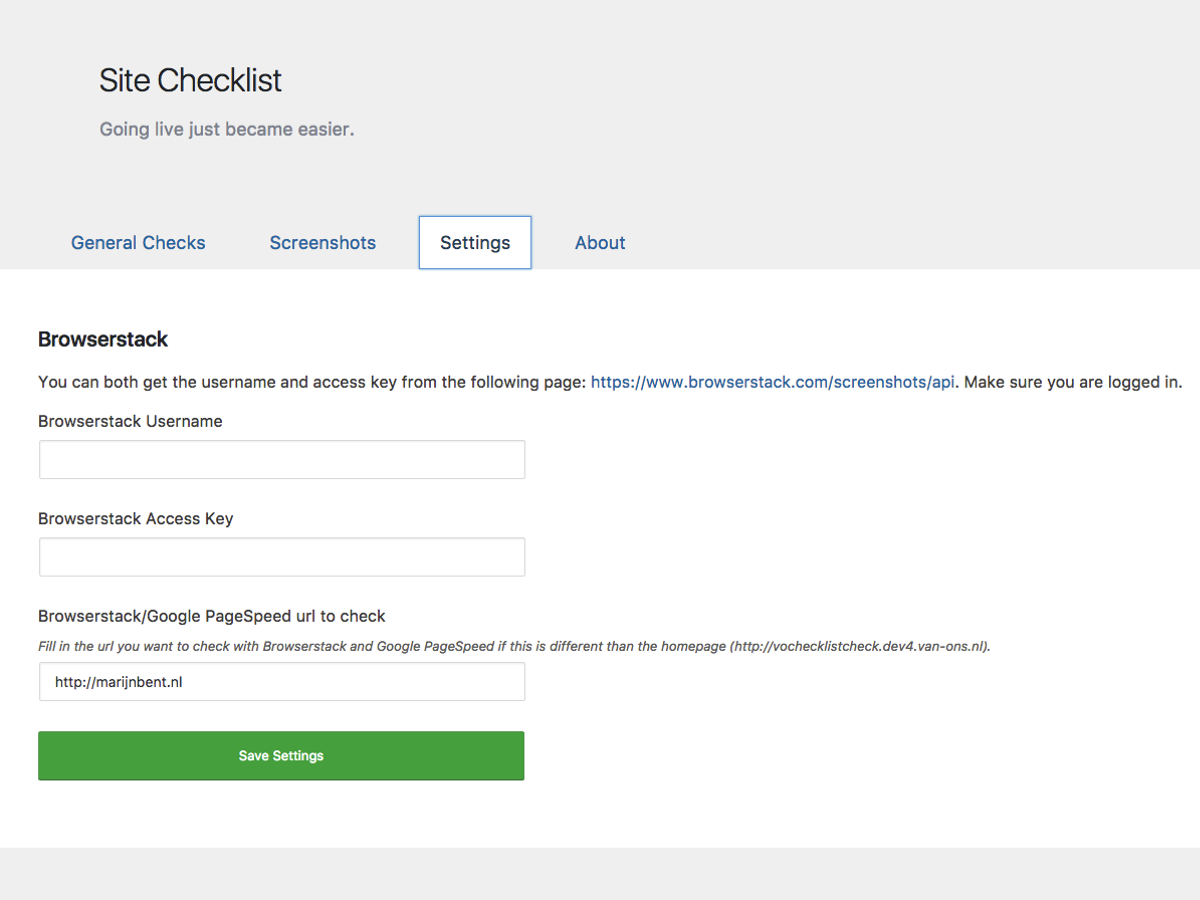 Site Checklist
Going live just became easier.
General Checks Screenshots Settings About
Browserstack
You can both get the username and access key from the following page: https://www.browserstack.com/screenshots/api. Make sure you are logged in.
Browserstack Username
Browserstack Access Key
Browserstack/Google PageSpeed url to check
Fill in the url you want to check with Browserstack and Google PageSpeed if this is different than the homepage (http://vochecklistcheck.dev4.van-ons.nl).
http://marijnbent.nl
Save Settings